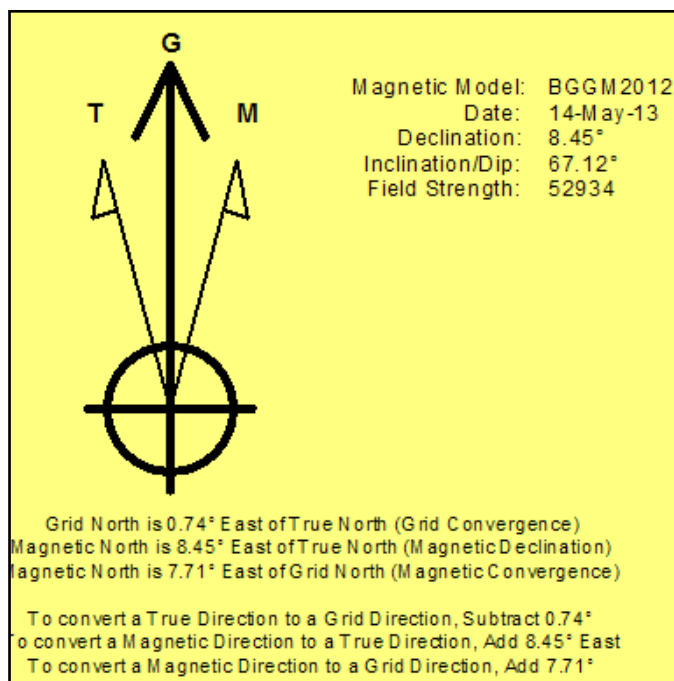 G
T
M
Magnetic Model: BGGM2012
Date: 14-May-13
Declination: 8.45°
Inclination/Dip: 67.12°
Field Strength: 52934
Grid North is 0.74° East of True North (Grid Convergence)
Magnetic North is 8.45° East of True North (Magnetic Declination)
Magnetic North is 7.71° East of Grid North (Magnetic Convergence)
To convert a True Direction to a Grid Direction, Subtract 0.74°
To convert a Magnetic Direction to a True Direction, Add 8.45° East
To convert a Magnetic Direction to a Grid Direction, Add 7.71°